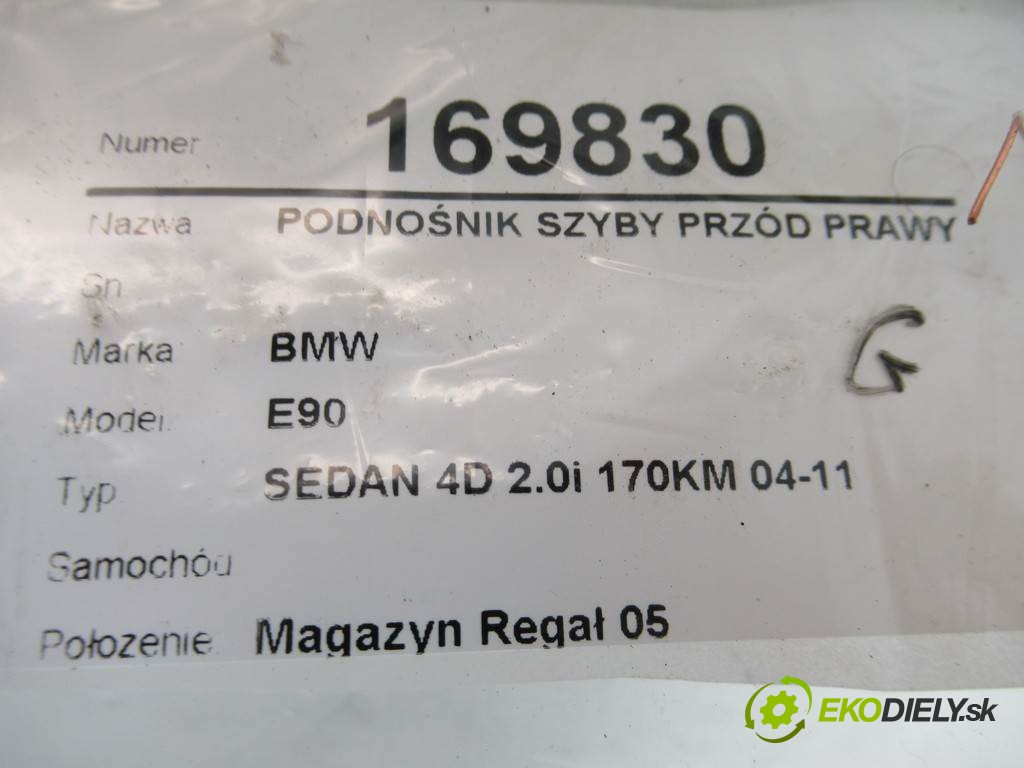 Numer 169830
Nazwa PODNOŚNIK SZYBY PRZÓD PRAWY
Sn
Marka BMW
Model E90
Typ SEDAN 4D 2.0i 170KM 04-11
G
Samochód
Położenie Magazyn Regał 05
EKODIELY.sk